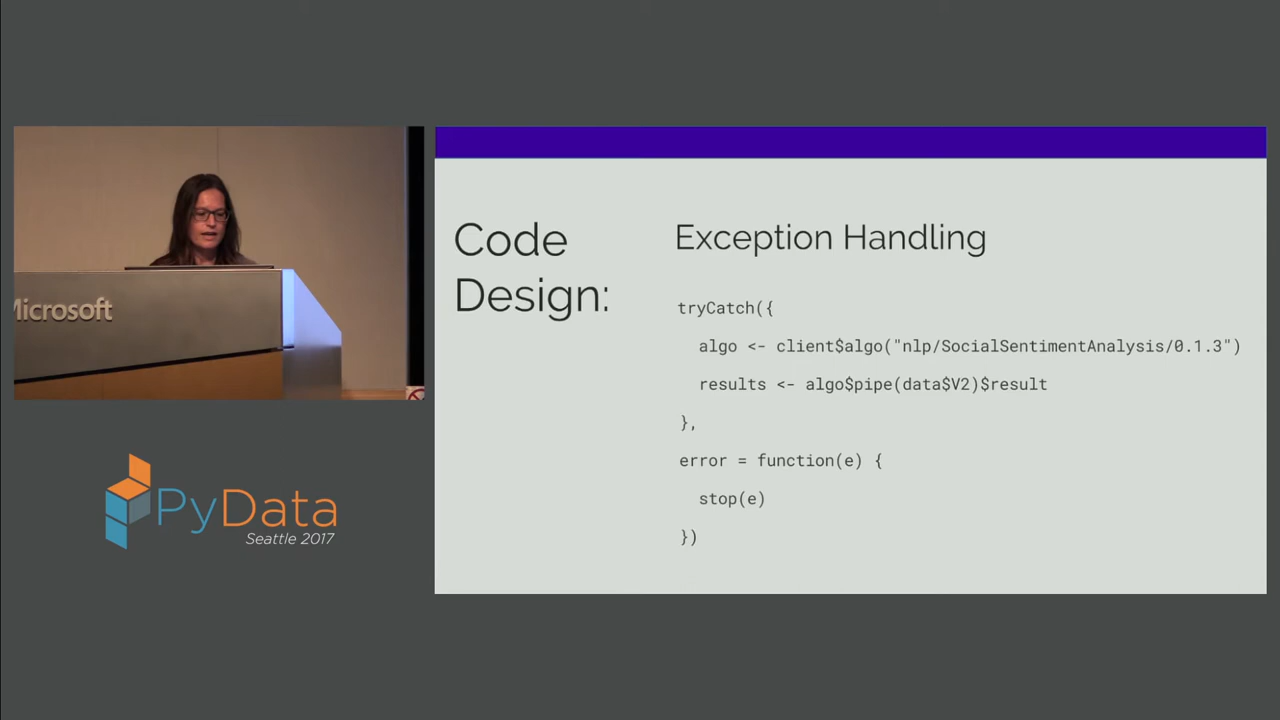 Microsoft
PyData
Seattle 2017
Code
Design:
Exception Handling
tryCatch({
algo <- client$algo("nlp/SocialSentimentAnalysis/0.1.3")
results <- algo$pipe(data$V2)$result
},
error = function(e) {
stop(e)
})